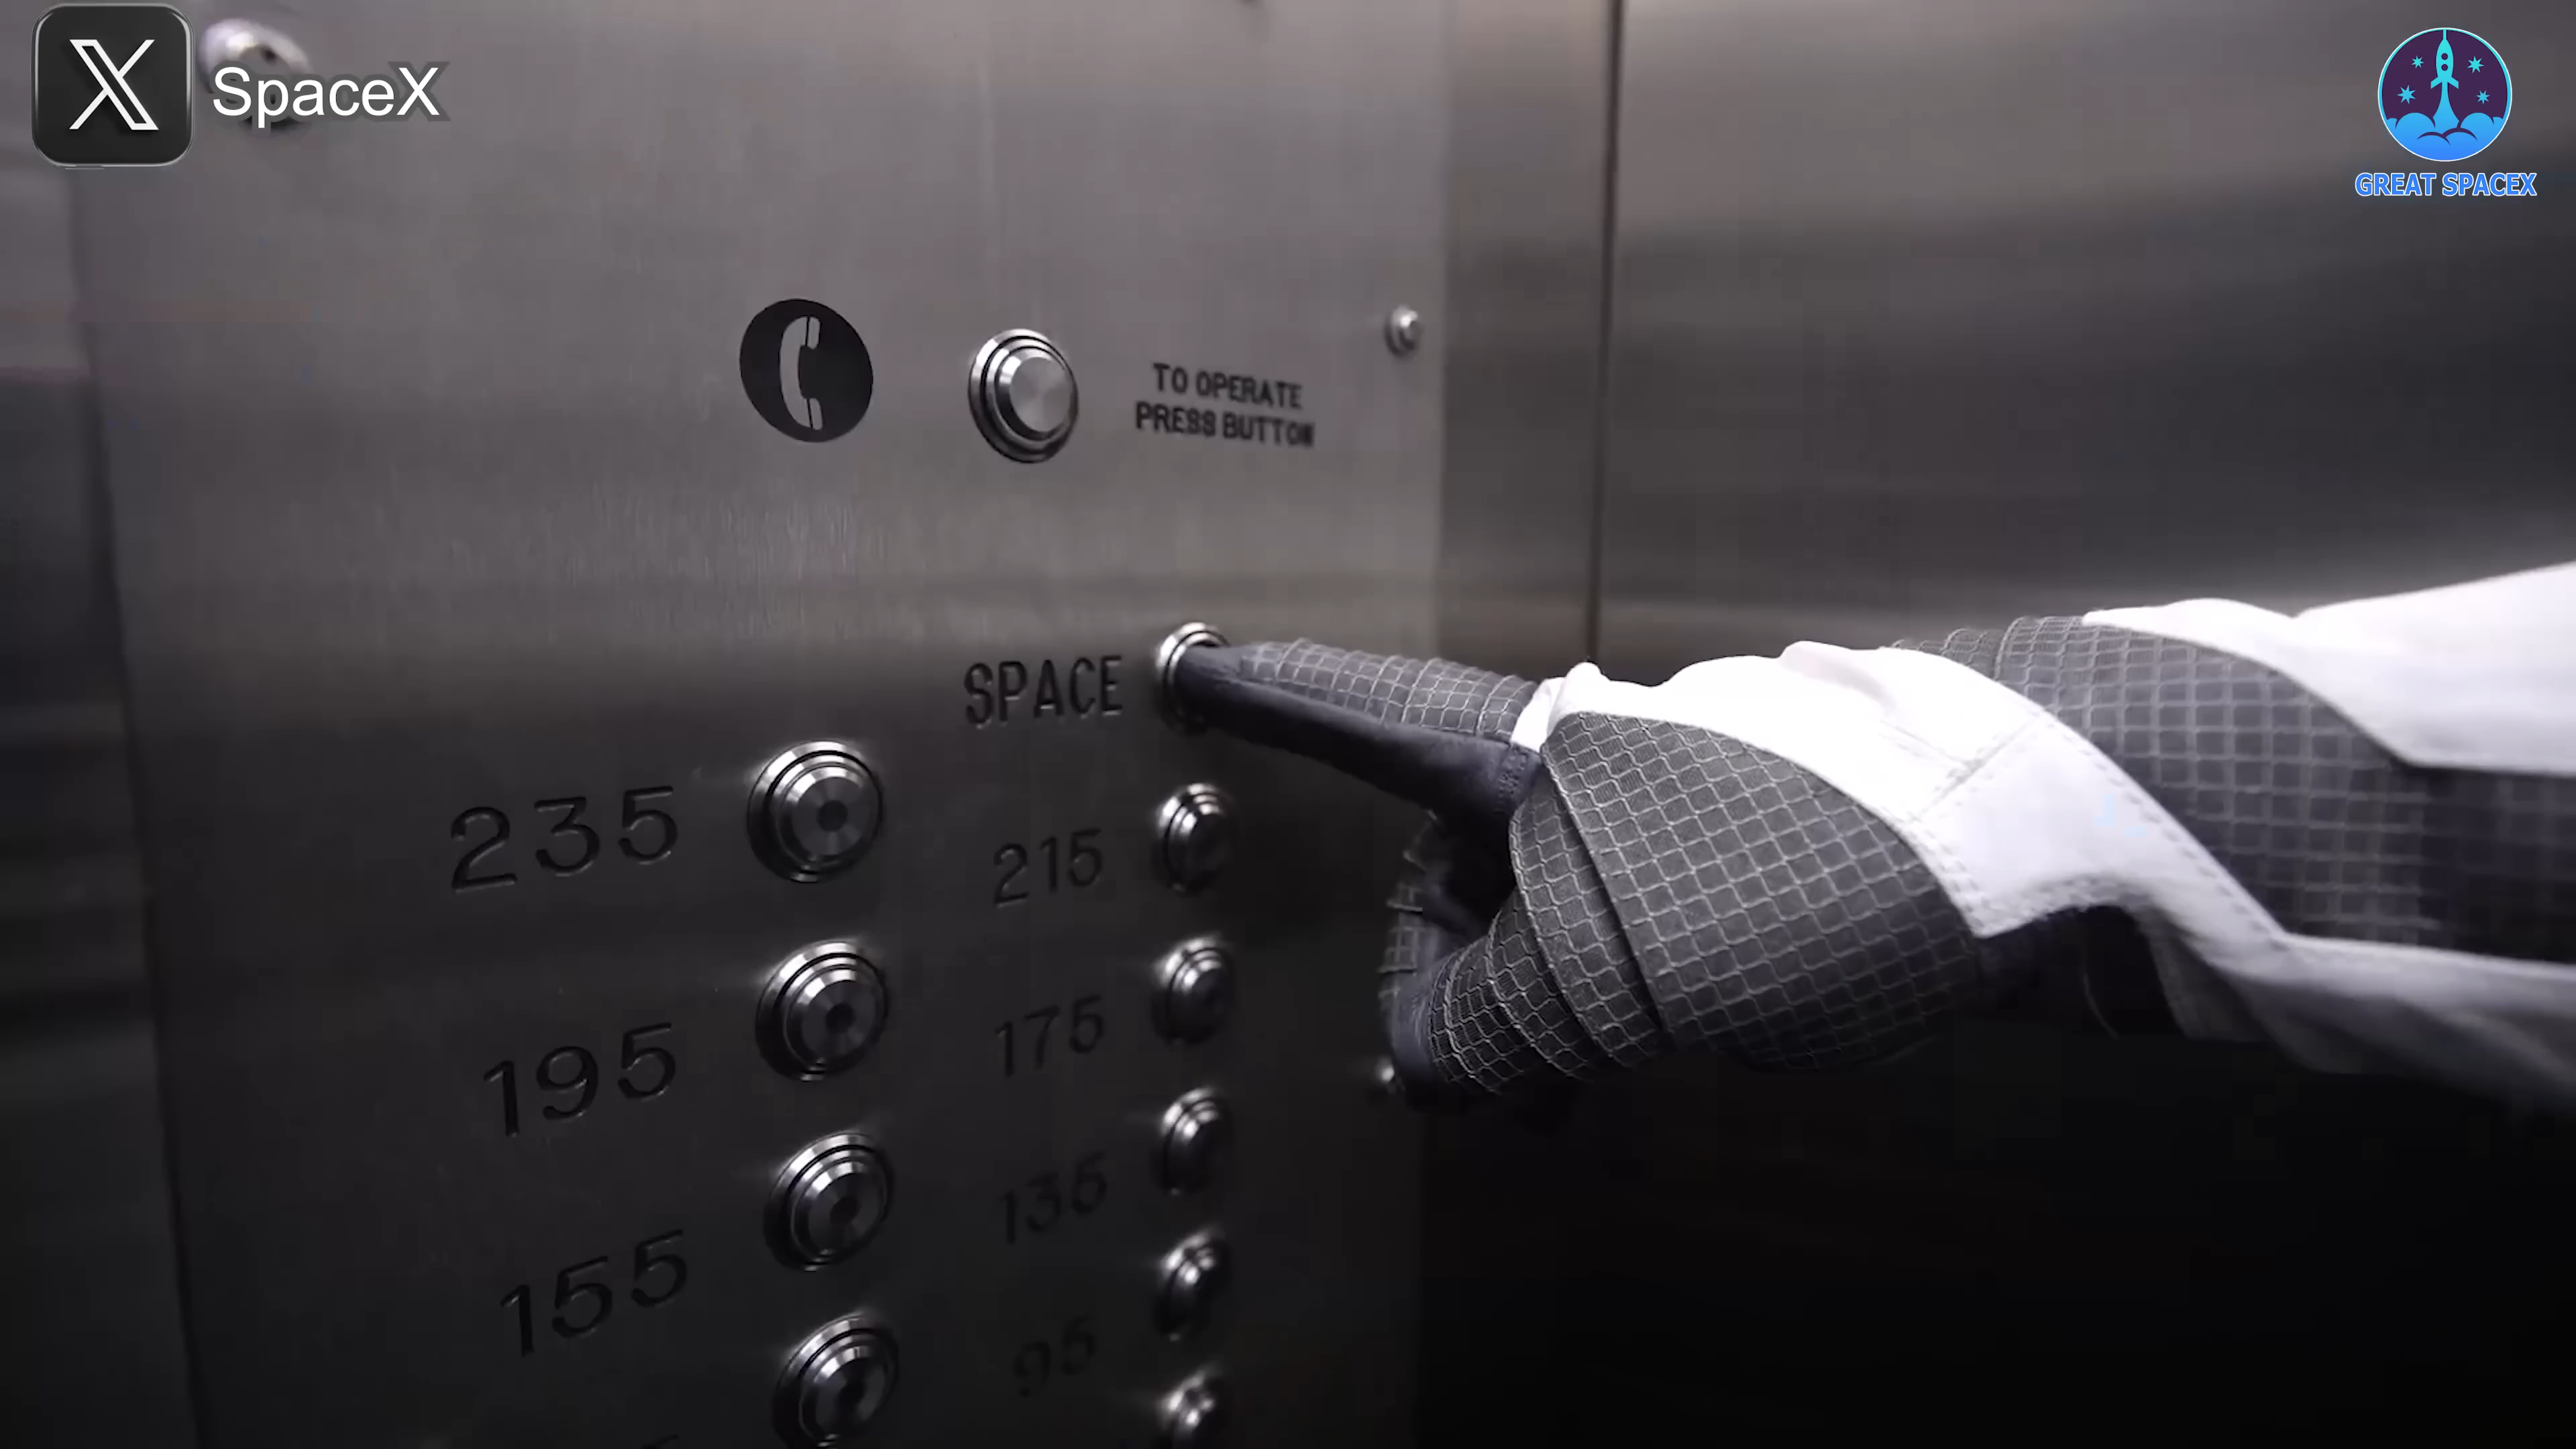 SpaceX
GREAT SPACEX
TO OPERATE
PRESS BUTTON
SPACE
235
215
195
175
155
135
95